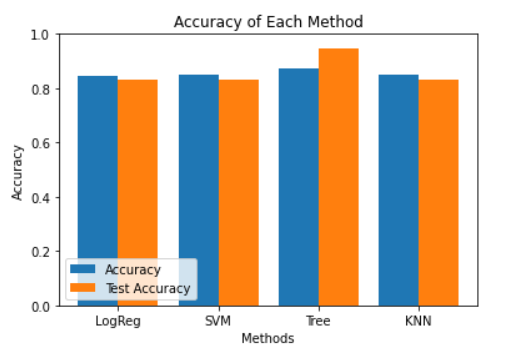 Accuracy of Each Method
1.0
0.8
0.6
0.4
0.2
0.0
Accuracy
Accuracy
Test Accuracy
LogReg SVM Tree KNN
Methods